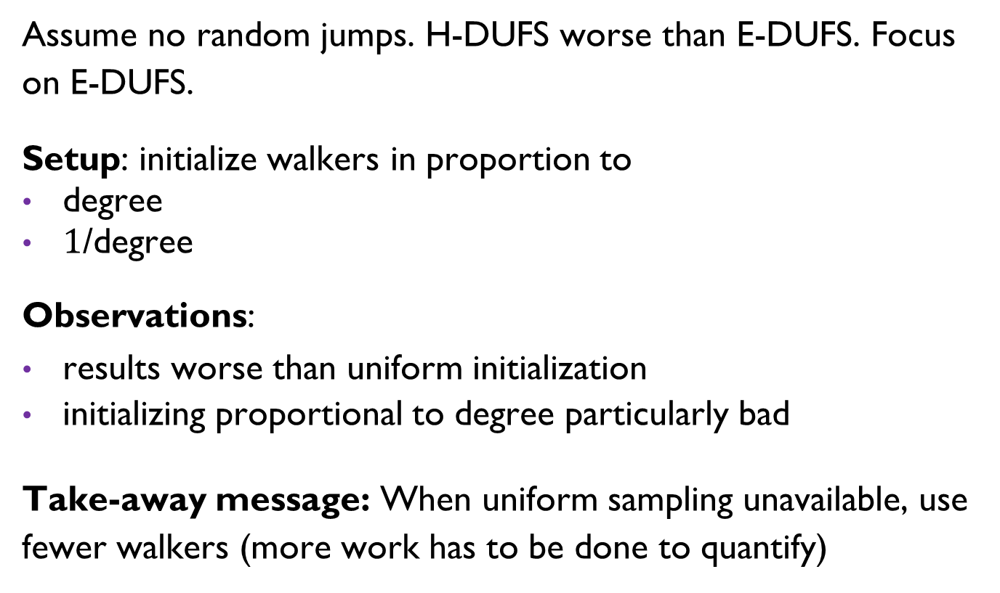 Assume no random jumps. H-DUFS worse than E-DUFS. Focus
on E-DUFS.
Setup: initialize walkers in proportion to
• degree
• 1/degree
Observations:
• results worse than uniform initialization
• initializing proportional to degree particularly bad
Take-away message: When uniform sampling unavailable, use
fewer walkers (more work has to be done to quantify)